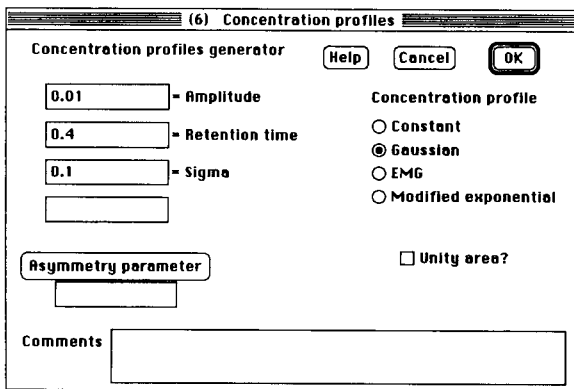 (6) Concentration profiles
Concentration profiles generator
Help
Cancel
OK
0.01 = Amplitude
0.4 = Retention time
0.1 = Sigma
Concentration profile
Constant
Gaussian
EMG
Modified exponential
Asymmetry parameter
Unity area?
Comments